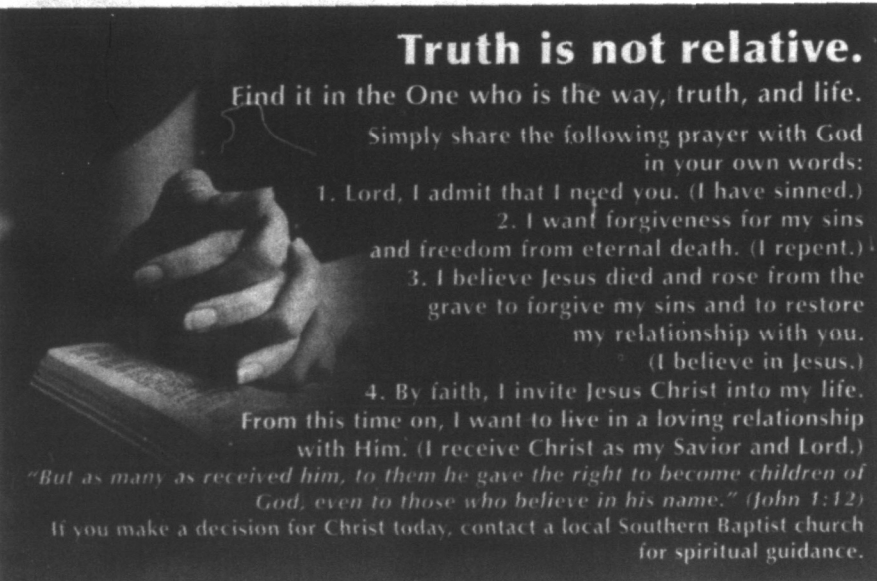 Truth is not relative.
Find it in the One who is the way, truth, and life.
Simply share the following prayer with God
in your own words:
1. Lord, I admit that I need you. (I have sinned.)
2. I want forgiveness for my sins
and freedom from eternal death. (I repent.)
3. I believe Jesus died and rose from the
grave to forgive my sins and to restore
my relationship with you.
(I believe in Jesus.)
4. By faith, I invite Jesus Christ into my life.
From this time on, I want to live in a loving relationship
with Him. (I receive Christ as my Savior and Lord.)
"But as many as received him, to them he gave the right to become children of
God, even to those who believe in his name." (John 1:12)
If you make a decision for Christ today, contact a local Southern Baptist church
for spiritual guidance.